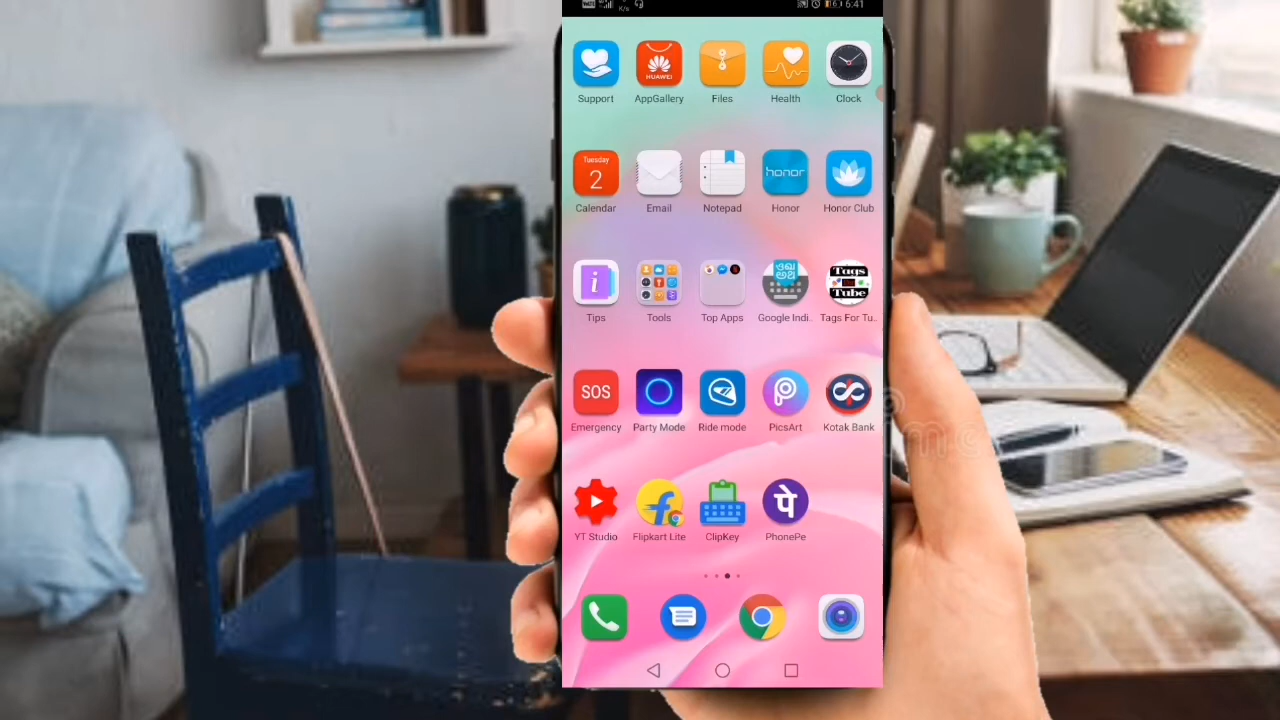 K/s 6:41
HUAWEI
Support AppGallery Files Health Clock
Tuesday
2
honor
Calendar Email Notepad Honor Honor Club
i
Tags
Tube
Tips Tools Top Apps Google Indi.. Tags For Tu..
SOS
Emergency Party Mode Ride mode PicsArt Kotak Bank
पे
YT Studio Flipkart Lite ClipKey PhonePe